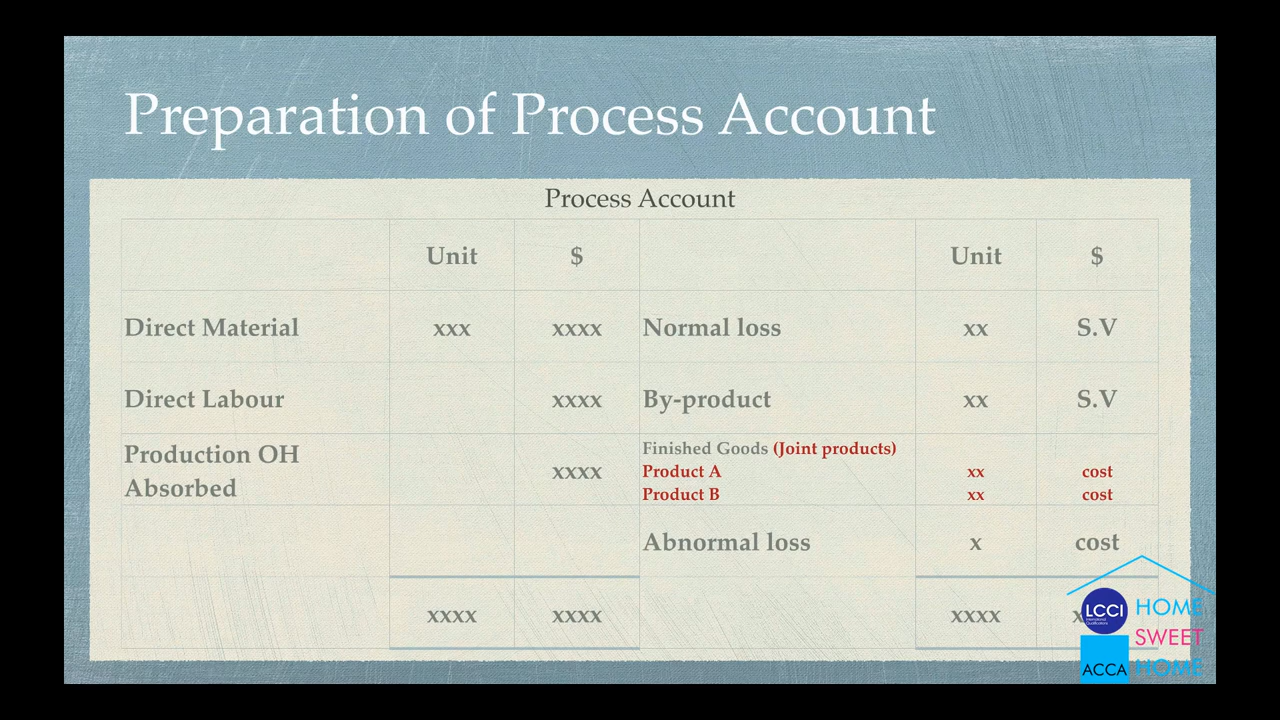 Preparation of Process Account
Process Account
Unit $ Unit $
Direct Material xxx xxxx Normal loss xx S.V
Direct Labour xxxx By-product xx S.V
Production OH
Absorbed xxxx
Finished Goods (Joint products)
Product A xx cost
Product B xx cost
Abnormal loss x cost
xxxx xxxx xxxx
LCCI
HOME
SWEET
ACCA HOME